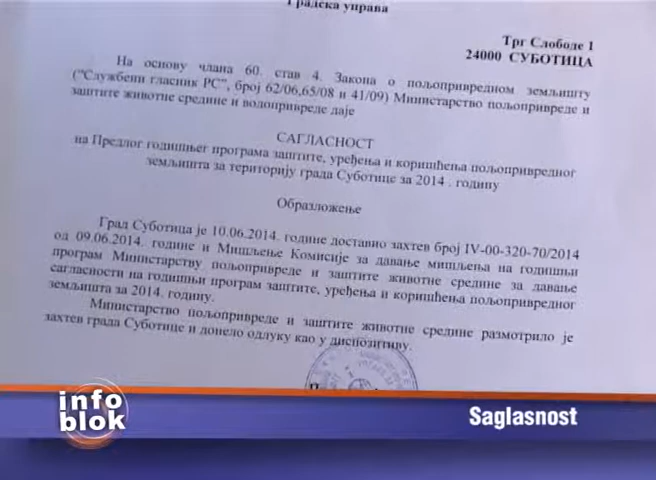 Градска управа
Трг Слободе 1
24000 СУБОТИЦА
На основу члана 60. став 4. Закона о пољопривредном земљишту
("Службени гласник РС", број 62/06,65/08 и 41/09) Министарство пољопривреде и
заштите животне средине и водопривреде даје
САГЛАСНОСТ
на Предлог годишњег програма заштите, уређења и коришћења пољопривредног
земљишта за територију града Суботице за 2014 . годину
Образложење
Град Суботица је 10.06.2014. године доставио захтев број IV-00-320-70/2014
од 09.06.2014. године и Мишљење Комисије за давање мишљења на годишњи
програм Министарству пољопривреде и заштите животне средине за давање
сагласности на годишњи програм заштите, уређења и коришћења пољопривредног
земљишта за 2014. годину.
Министарство пољопривреде и заштите животне средине размотрило је
захтев града Суботице и донело одлуку као у диспозитиву.
info
blok
Saglasnost